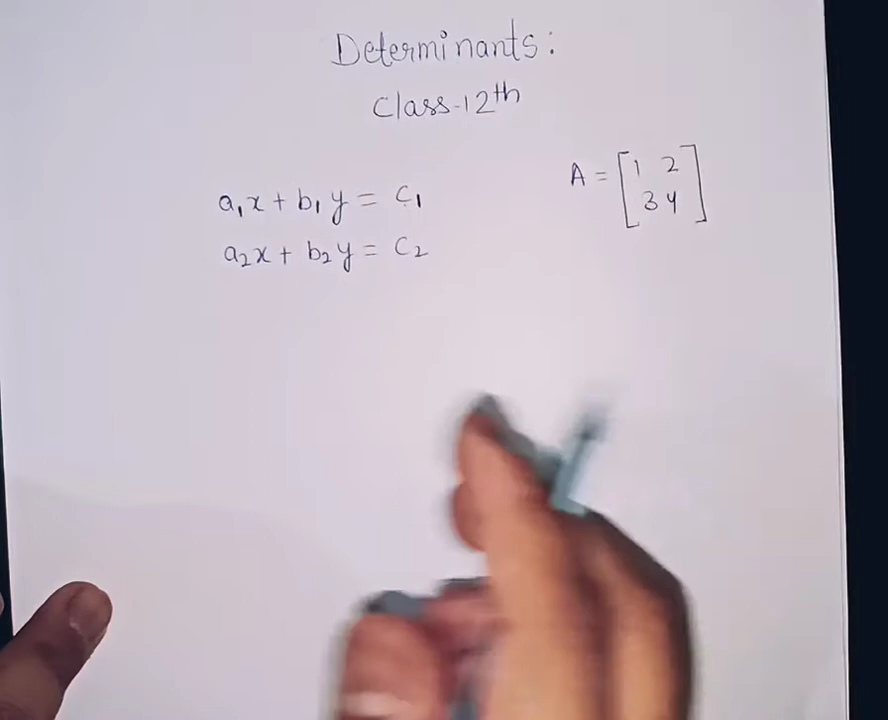 Determinants:
Class-12th
a₁x + b₁y = c₁
a₂x + b₂y = c₂
A = [1 2
3 4]